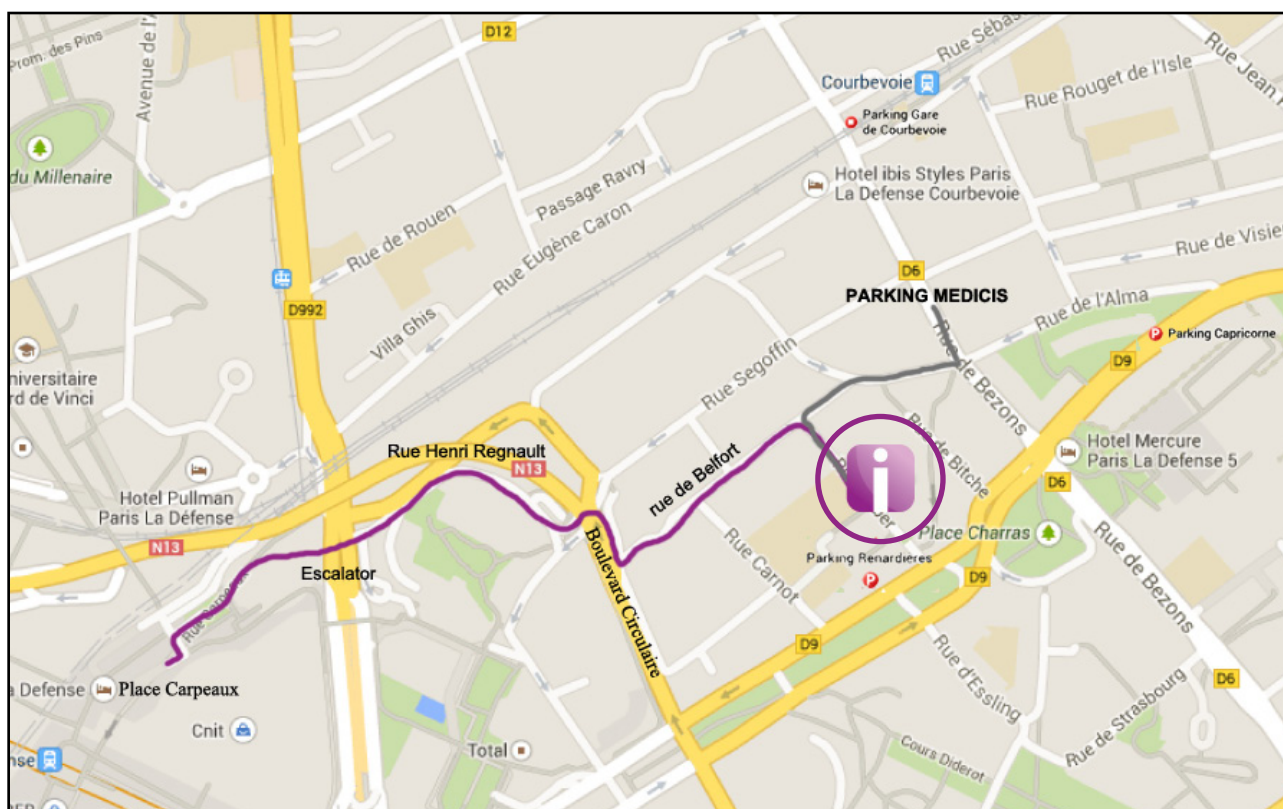 Prom. des Pins
Avenue de l'A
D12
Rue Sébas
Rue Jean
Courbevoie
Rue Rouget de l'Isle
Parking Gare
de Courbevoie
du Millenaire
Passage Ravry
Hotel ibis Styles Paris
La Defense Courbevoie
Rue de Rouen
Rue Eugène Caron
Rue de Visie
D6
PARKING MEDICIS
Rue de l'Alma
D992
Villa Ghis
Parking Capricorne
niversitaire
rd de Vinci
Rue Segoffin
Rue de Bezons
D9
Rue de Bitche
Rue Henri Regnault
N13
rue de Belfort
Hotel Mercure
Paris La Defense 5
Hotel Pullman
Paris La Défense
i
D6
N13
Place Charras
Escalator
Boulevard Circulaire
Rue Carnot
Parking Renardières
D9
Rue de Bezons
D9
a Defense
Place Carpeaux
Rue d'Essling
D6
Cnit
Total
Rue de Strasbourg
Cours Diderot
nse